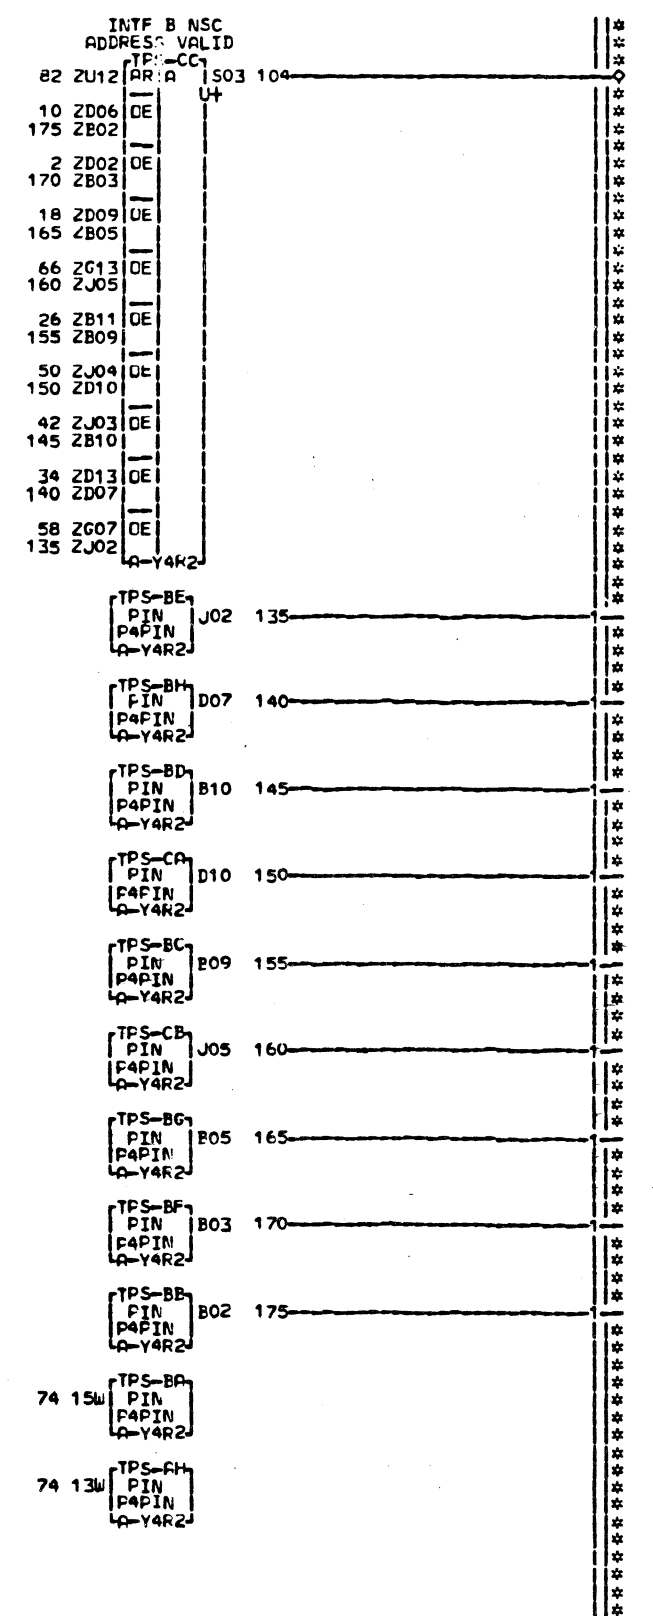 INTF B NSC
ADDRESS VALID
TPS-CC
82 ZU12 AR A S03 104
U+
10 ZD06 OE
175 ZB02
2 ZD02 OE
170 ZB03
18 ZD09 OE
165 ZB05
66 ZG13 OE
160 ZJ05
26 ZB11 OE
155 ZB09
50 ZJ04 OE
150 ZD10
42 ZJ03 OE
145 ZB10
34 ZD13 OE
140 ZD07
58 ZG07 OE
135 ZJ02
A-Y4R2
TPS-BE
PIN J02 135
P4PIN
A-Y4R2
TPS-BH
PIN D07 140
P4PIN
A-Y4R2
TPS-BD
PIN B10 145
P4PIN
A-Y4R2
TPS-CA
PIN D10 150
P4PIN
A-Y4R2
TPS-BC
PIN B09 155
P4PIN
A-Y4R2
TPS-CB
PIN J05 160
P4PIN
A-Y4R2
TPS-BG
PIN B05 165
P4PIN
A-Y4R2
TPS-BF
PIN B03 170
P4PIN
A-Y4R2
TPS-BB
PIN B02 175
P4PIN
A-Y4R2
TPS-BA
74 15W PIN
P4PIN
A-Y4R2
TPS-AH
74 13W PIN
P4PIN
A-Y4R2